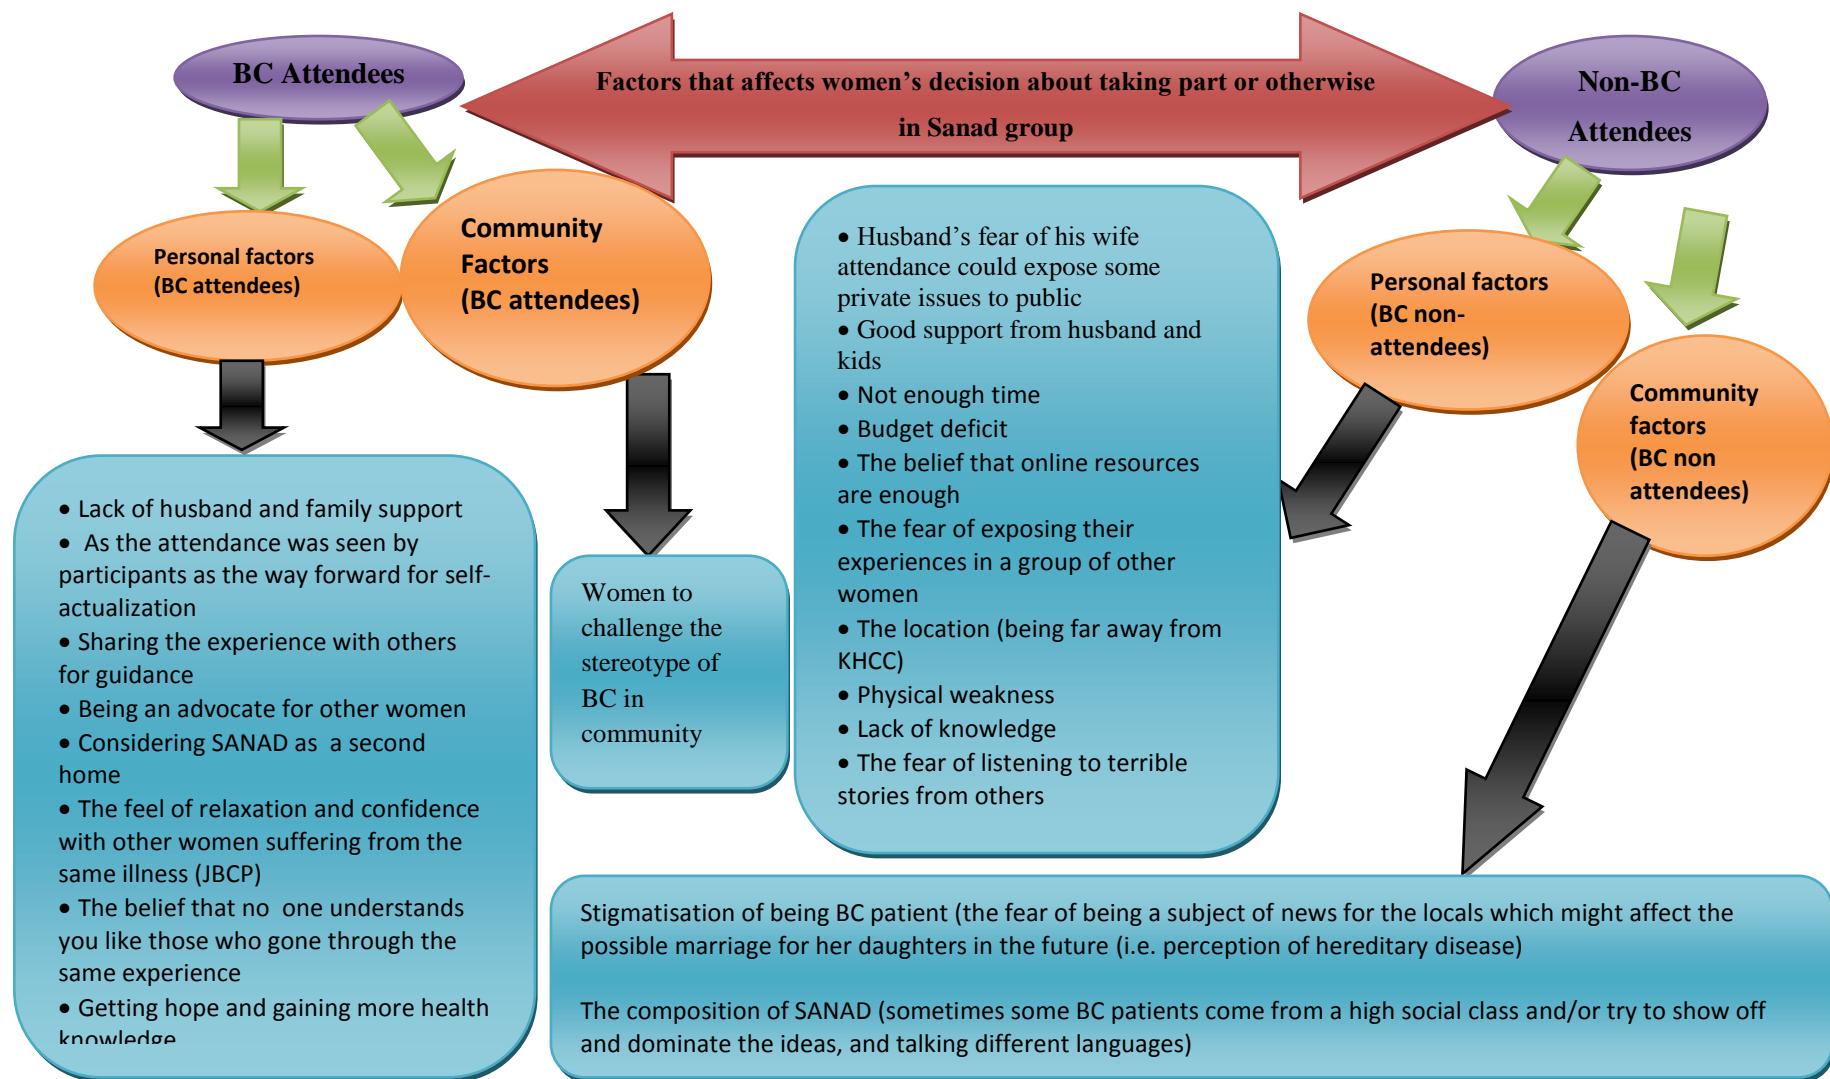 BC Attendees
Factors that affects women's decision about taking part or otherwise
in Sanad group
Non-BC
Attendees
Personal factors
(BC attendees)
Community
Factors
(BC attendees)
Personal factors
(BC non-
attendees)
Community
factors
(BC non
attendees)
• Lack of husband and family support
• As the attendance was seen by
participants as the way forward for self-
actualization
• Sharing the experience with others
for guidance
• Being an advocate for other women
• Considering SANAD as a second
home
• The feel of relaxation and confidence
with other women suffering from the
same illness (JBCP)
• The belief that no one understands
you like those who gone through the
same experience
• Getting hope and gaining more health
knowledge
Women to
challenge the
stereotype of
BC in
community
• Husband's fear of his wife
attendance could expose some
private issues to public
• Good support from husband and
kids
• Not enough time
• Budget deficit
• The belief that online resources
are enough
• The fear of exposing their
experiences in a group of other
women
• The location (being far away from
KHCC)
• Physical weakness
• Lack of knowledge
• The fear of listening to terrible
stories from others
Stigmatisation of being BC patient (the fear of being a subject of news for the locals which might affect the
possible marriage for her daughters in the future (i.e. perception of hereditary disease)
The composition of SANAD (sometimes some BC patients come from a high social class and/or try to show off
and dominate the ideas, and talking different languages)